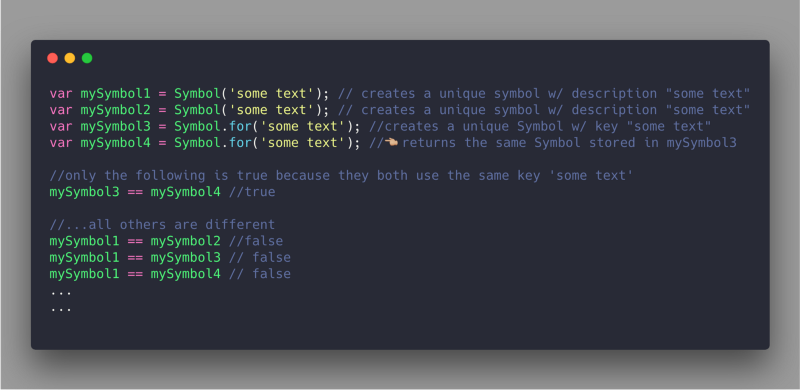 var mySymbol1 = Symbol('some text'); // creates a unique symbol w/ description "some text"
var mySymbol2 = Symbol('some text'); // creates a unique symbol w/ description "some text"
var mySymbol3 = Symbol.for('some text'); //creates a unique Symbol w/ key "some text"
var mySymbol4 = Symbol.for('some text'); //👈🏼returns the same Symbol stored in mySymbol3
//only the following is true because they both use the same key 'some text'
mySymbol3 == mySymbol4 //true
//...all others are different
mySymbol1 == mySymbol2 //false
mySymbol1 == mySymbol3 // false
mySymbol1 == mySymbol4 // false
...
...